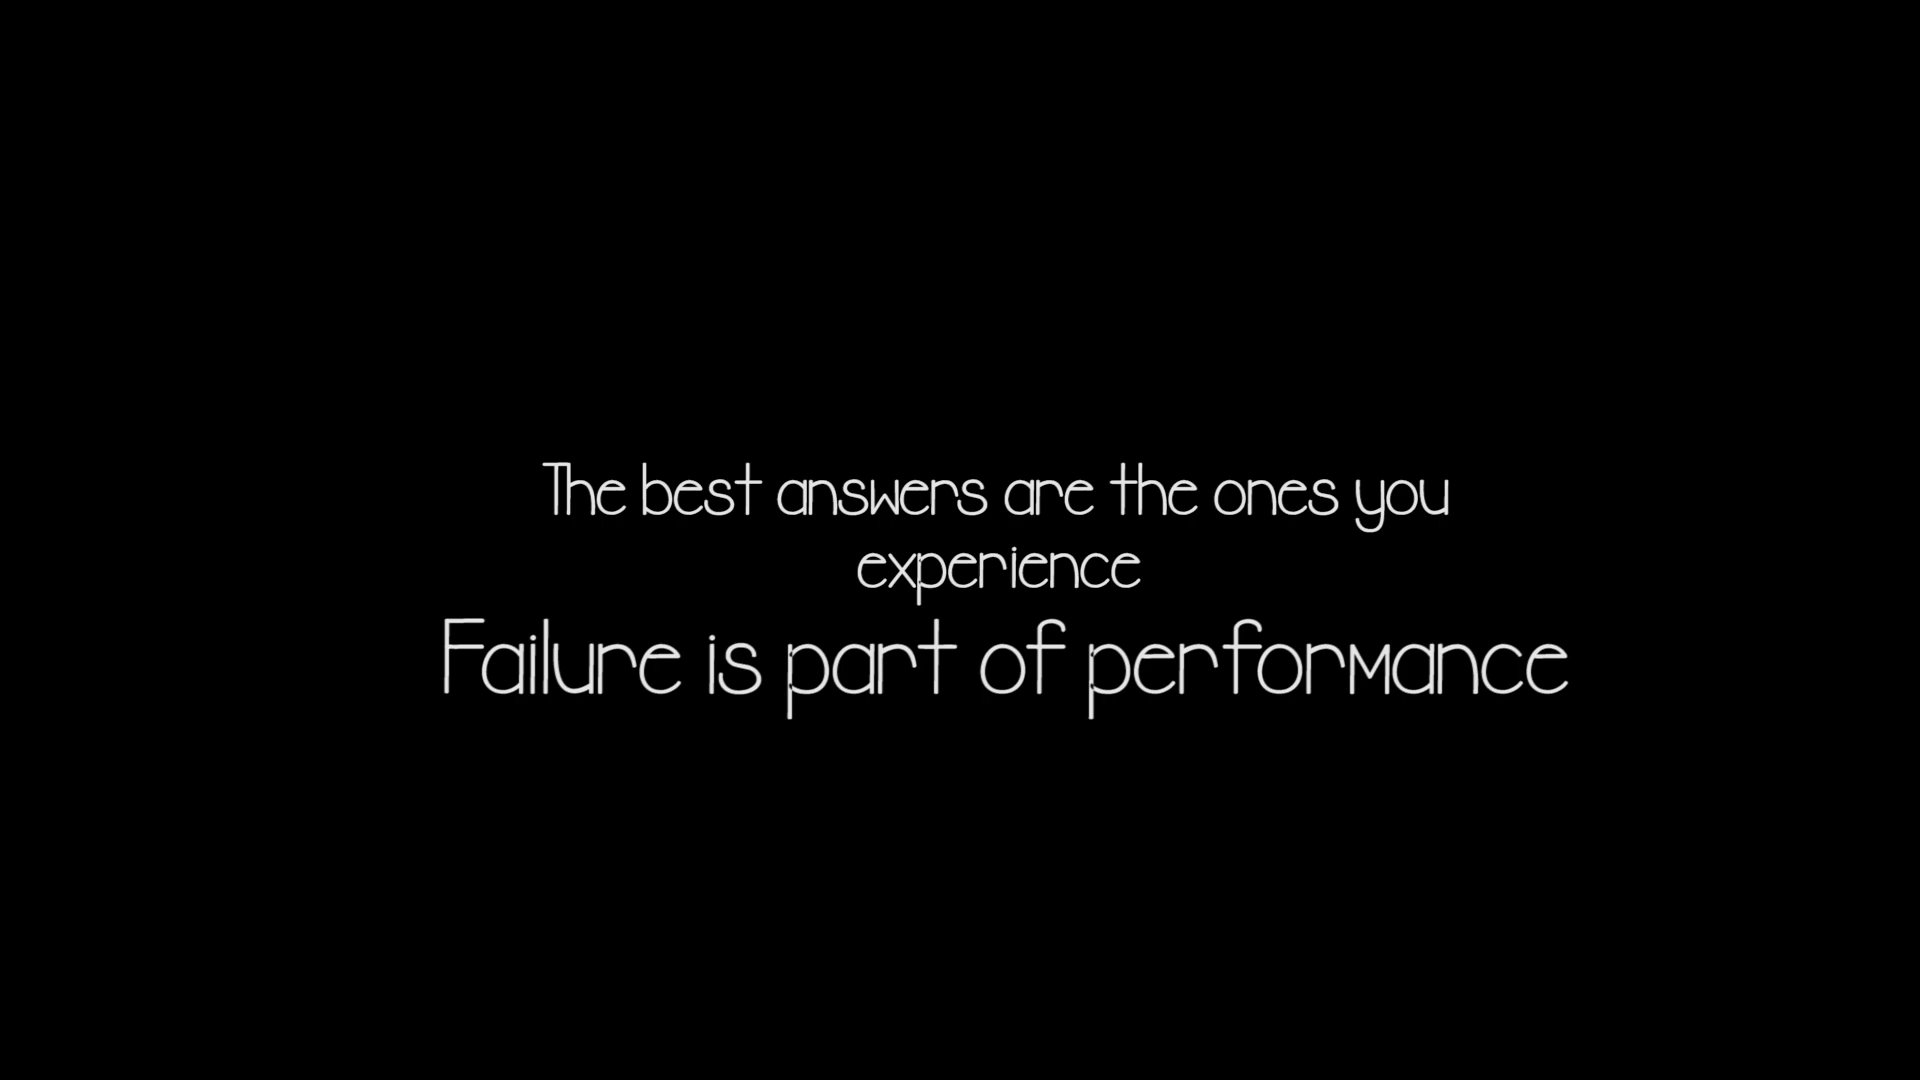 The best answers are the ones you
experience
Failure is part of performance